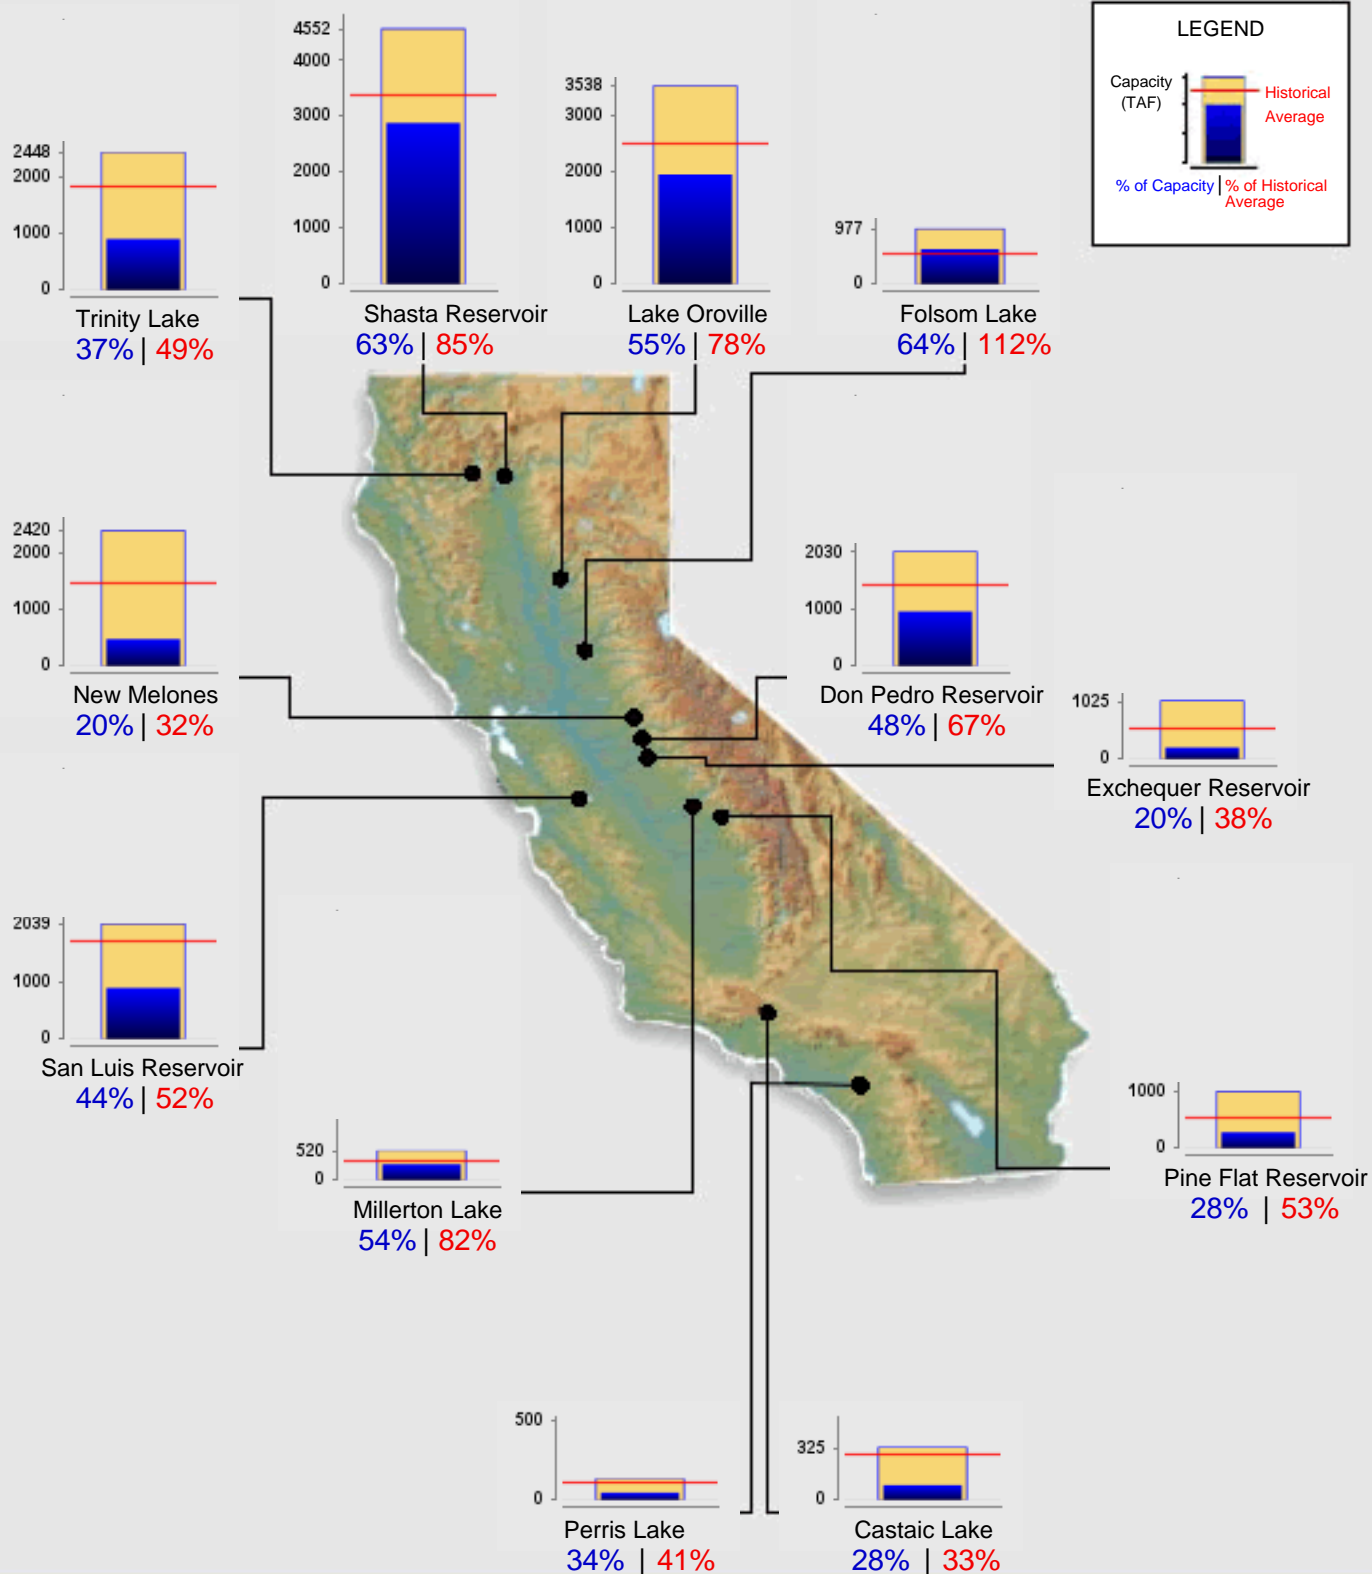 LEGEND
Capacity
(TAF)
Historical
Average
% of Capacity | % of Historical
Average
2448
2000
1000
0
Trinity Lake
37% | 49%
4552
4000
3000
2000
1000
0
Shasta Reservoir
63% | 85%
3538
3000
2000
1000
0
Lake Oroville
55% | 78%
977
0
Folsom Lake
64% | 112%
2420
2000
1000
0
New Melones
20% | 32%
2030
1000
0
Don Pedro Reservoir
48% | 67%
1025
0
Exchequer Reservoir
20% | 38%
2039
1000
0
San Luis Reservoir
44% | 52%
520
0
Millerton Lake
54% | 82%
1000
0
Pine Flat Reservoir
28% | 53%
500
0
Perris Lake
34% | 41%
325
0
Castaic Lake
28% | 33%